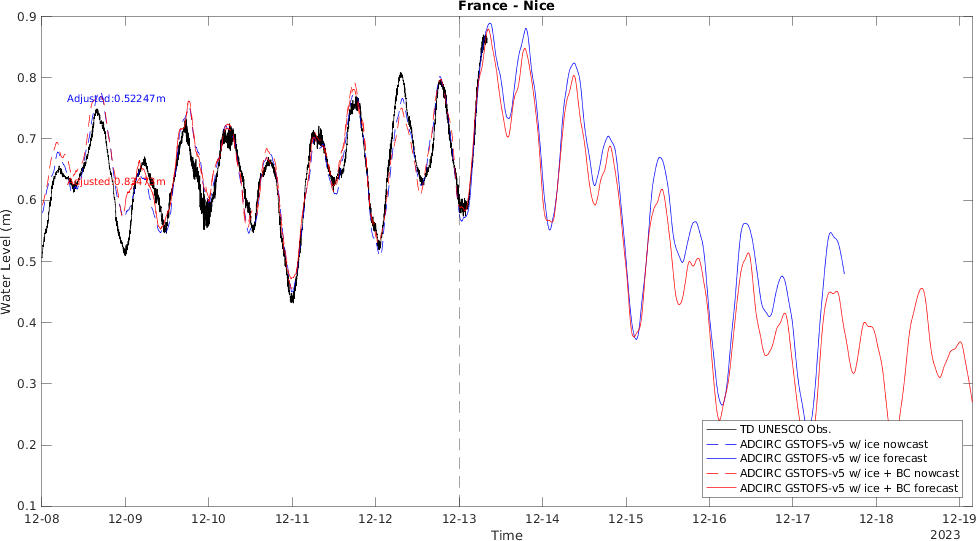 France - Nice
0.9
0.8
0.7
0.6
0.5
0.4
0.3
0.2
0.1
Water Level (m)
Adjusted:0.52247m
TD UNESCO Obs.
ADCIRC GSTOFS-v5 w/ ice nowcast
ADCIRC GSTOFS-v5 w/ ice forecast
ADCIRC GSTOFS-v5 w/ ice + BC nowcast
ADCIRC GSTOFS-v5 w/ ice + BC forecast
12-08 12-09 12-10 12-11 12-12 12-13 12-14 12-15 12-16 12-17 12-18 12-19
Time
2023